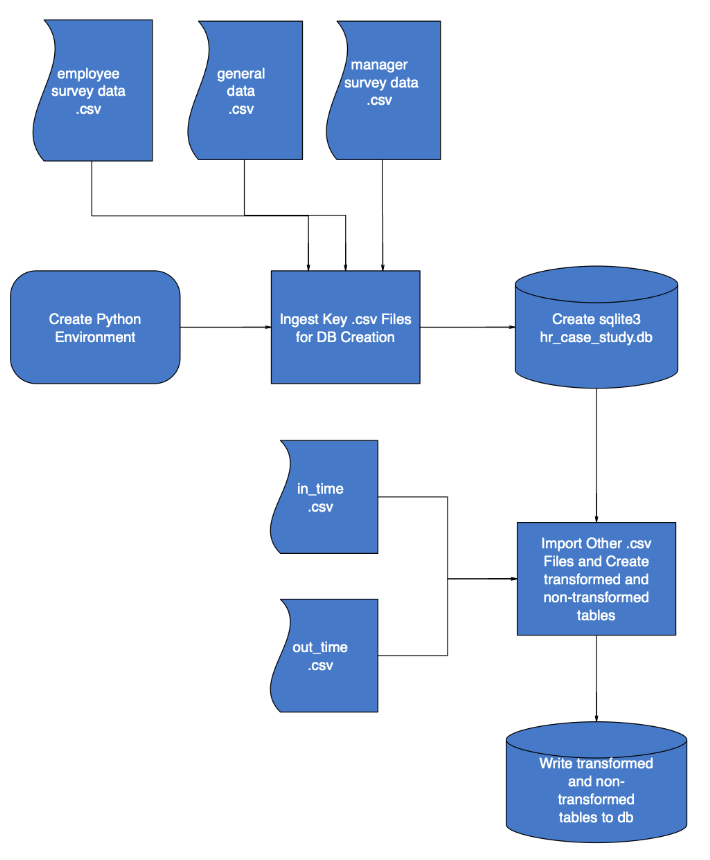 employee
survey data
.csv
general
data
.csv
manager
survey data
.csv
Create Python
Environment
Ingest Key .csv Files
for DB Creation
Create sqlite3
hr_case_study.db
in_time
.csv
Import Other .csv
Files and Create
transformed and
non-transformed
tables
out_time
.csv
Write transformed
and non-
transformed
tables to db